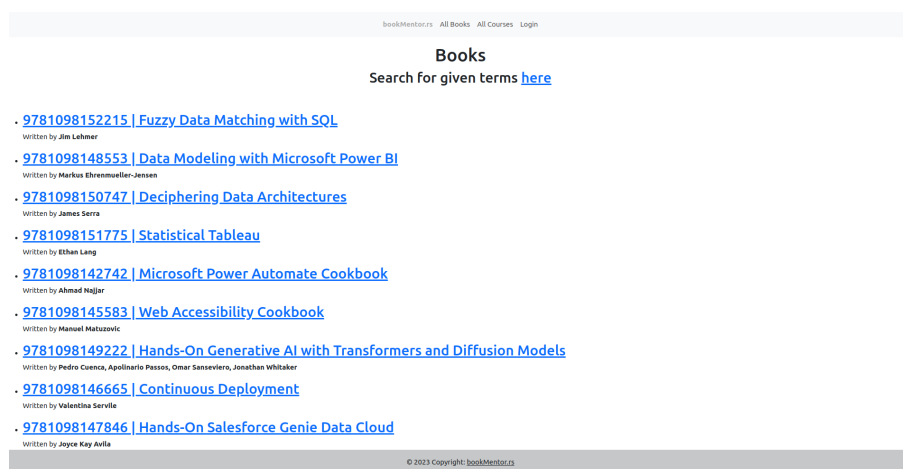 bookMentor.rs All Books All Courses Login
Books
Search for given terms here
9781098152215 | Fuzzy Data Matching with SQL
Written by Jim Lehmer
9781098148553 | Data Modeling with Microsoft Power BI
Written by Markus Ehrenmueller-Jensen
9781098150747 | Deciphering Data Architectures
Written by James Serra
9781098151775 | Statistical Tableau
Written by Ethan Lang
9781098142742 | Microsoft Power Automate Cookbook
Written by Ahmad Najjar
9781098145583 | Web Accessibility Cookbook
Written by Manuel Matuzovic
9781098149222 | Hands-On Generative AI with Transformers and Diffusion Models
Written by Pedro Cuenca, Apolinario Passos, Omar Sanseviero, Jonathan Whitaker
9781098146665 | Continuous Deployment
Written by Valentina Servile
9781098147846 | Hands-On Salesforce Genie Data Cloud
Written by Joyce Kay Avila
© 2023 Copyright: bookMentor.rs